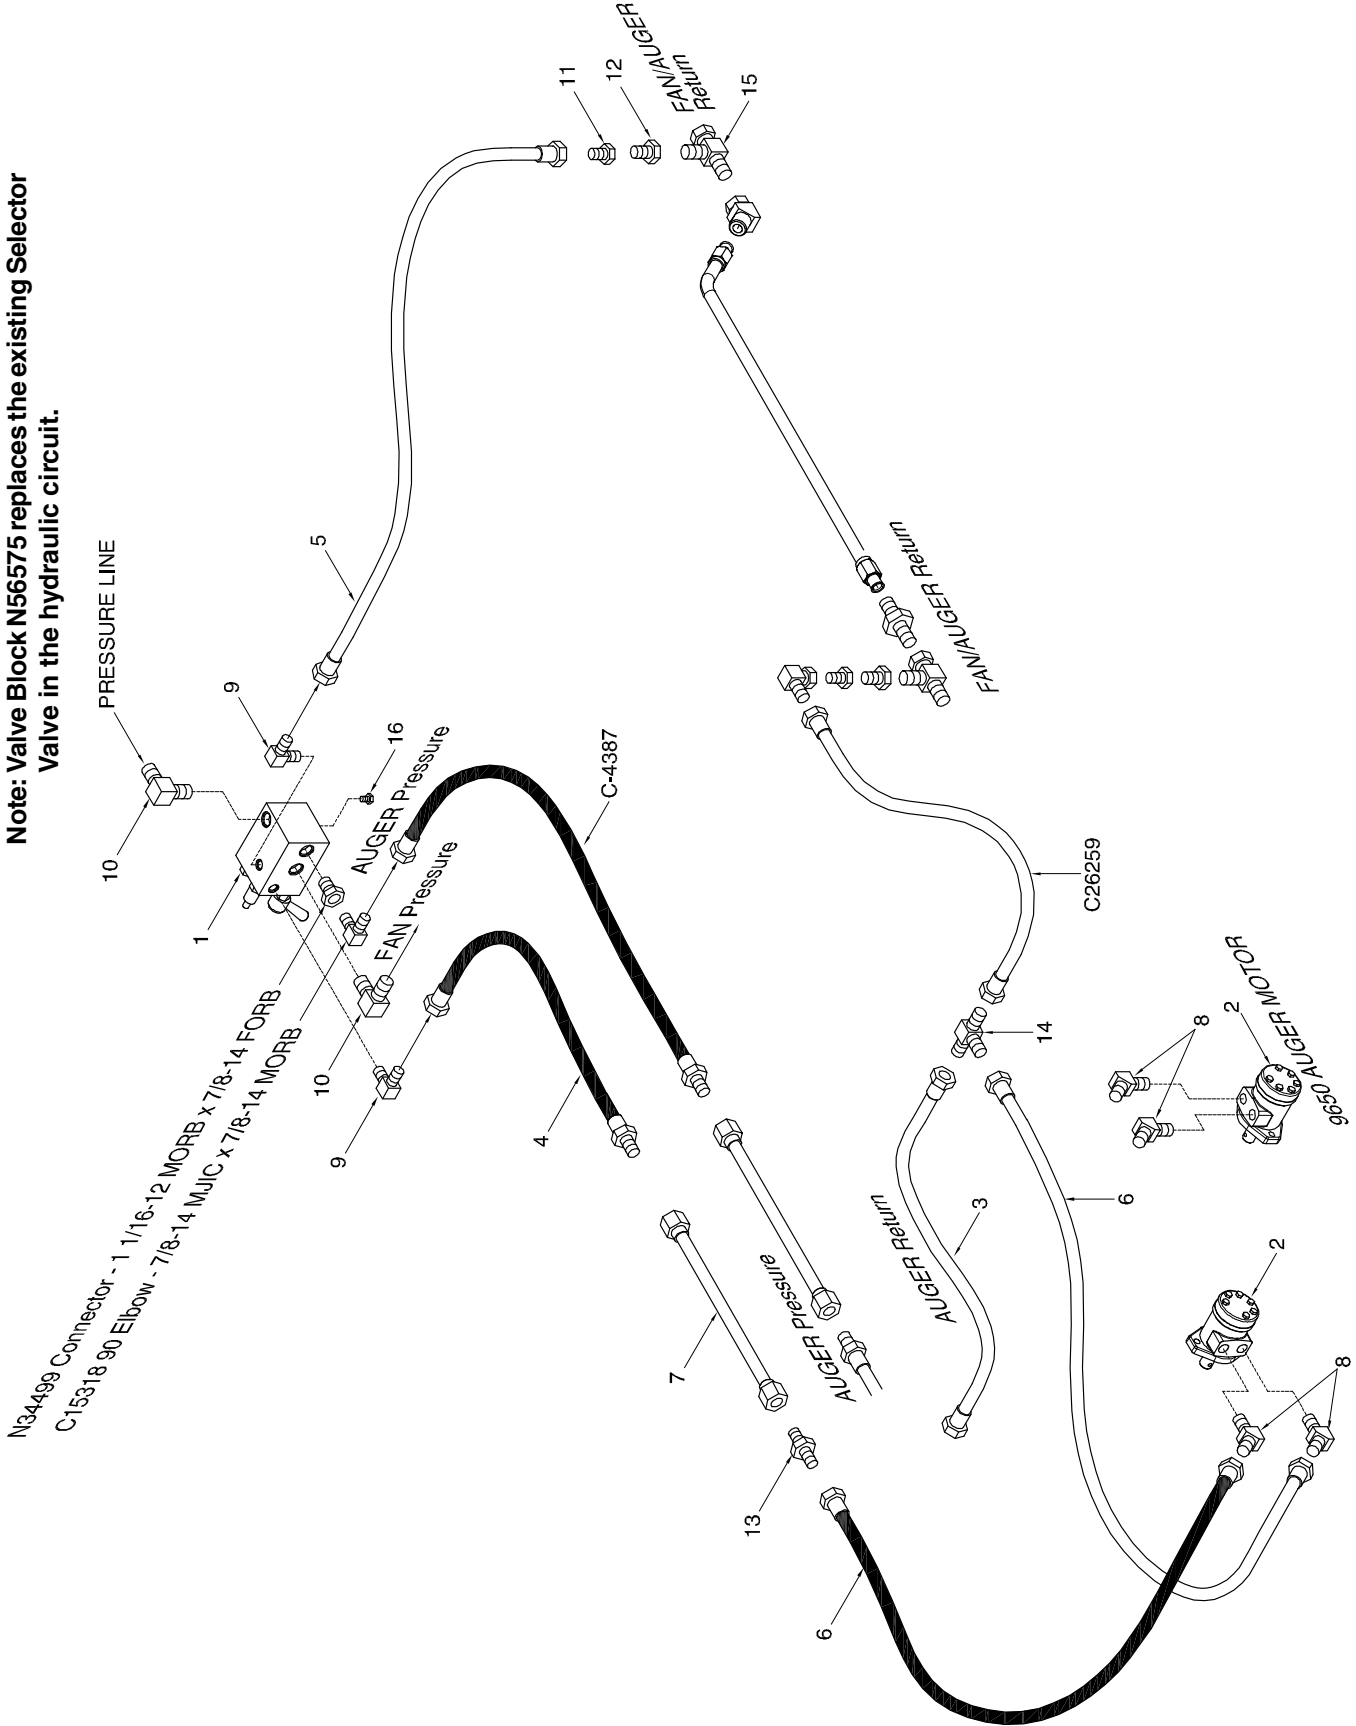 Note: Valve Block N56575 replaces the existing Selector
Valve in the hydraulic circuit.
PRESSURE LINE
10
9
5
11
12
FAN/AUGER
Return
15
1
16
AUGER Pressure
FAN Pressure
C-4387
N34499 Connector - 1 1/16-12 MORB x 7/8-14 FORB
C15318 90 Elbow - 7/8-14 MJIC x 7/8-14 MORB
10
9
4
FAN/AUGER Return
C26259
14
3
6
AUGER Return
8
2
9650 AUGER MOTOR
7
AUGER Pressure
13
6
2
8